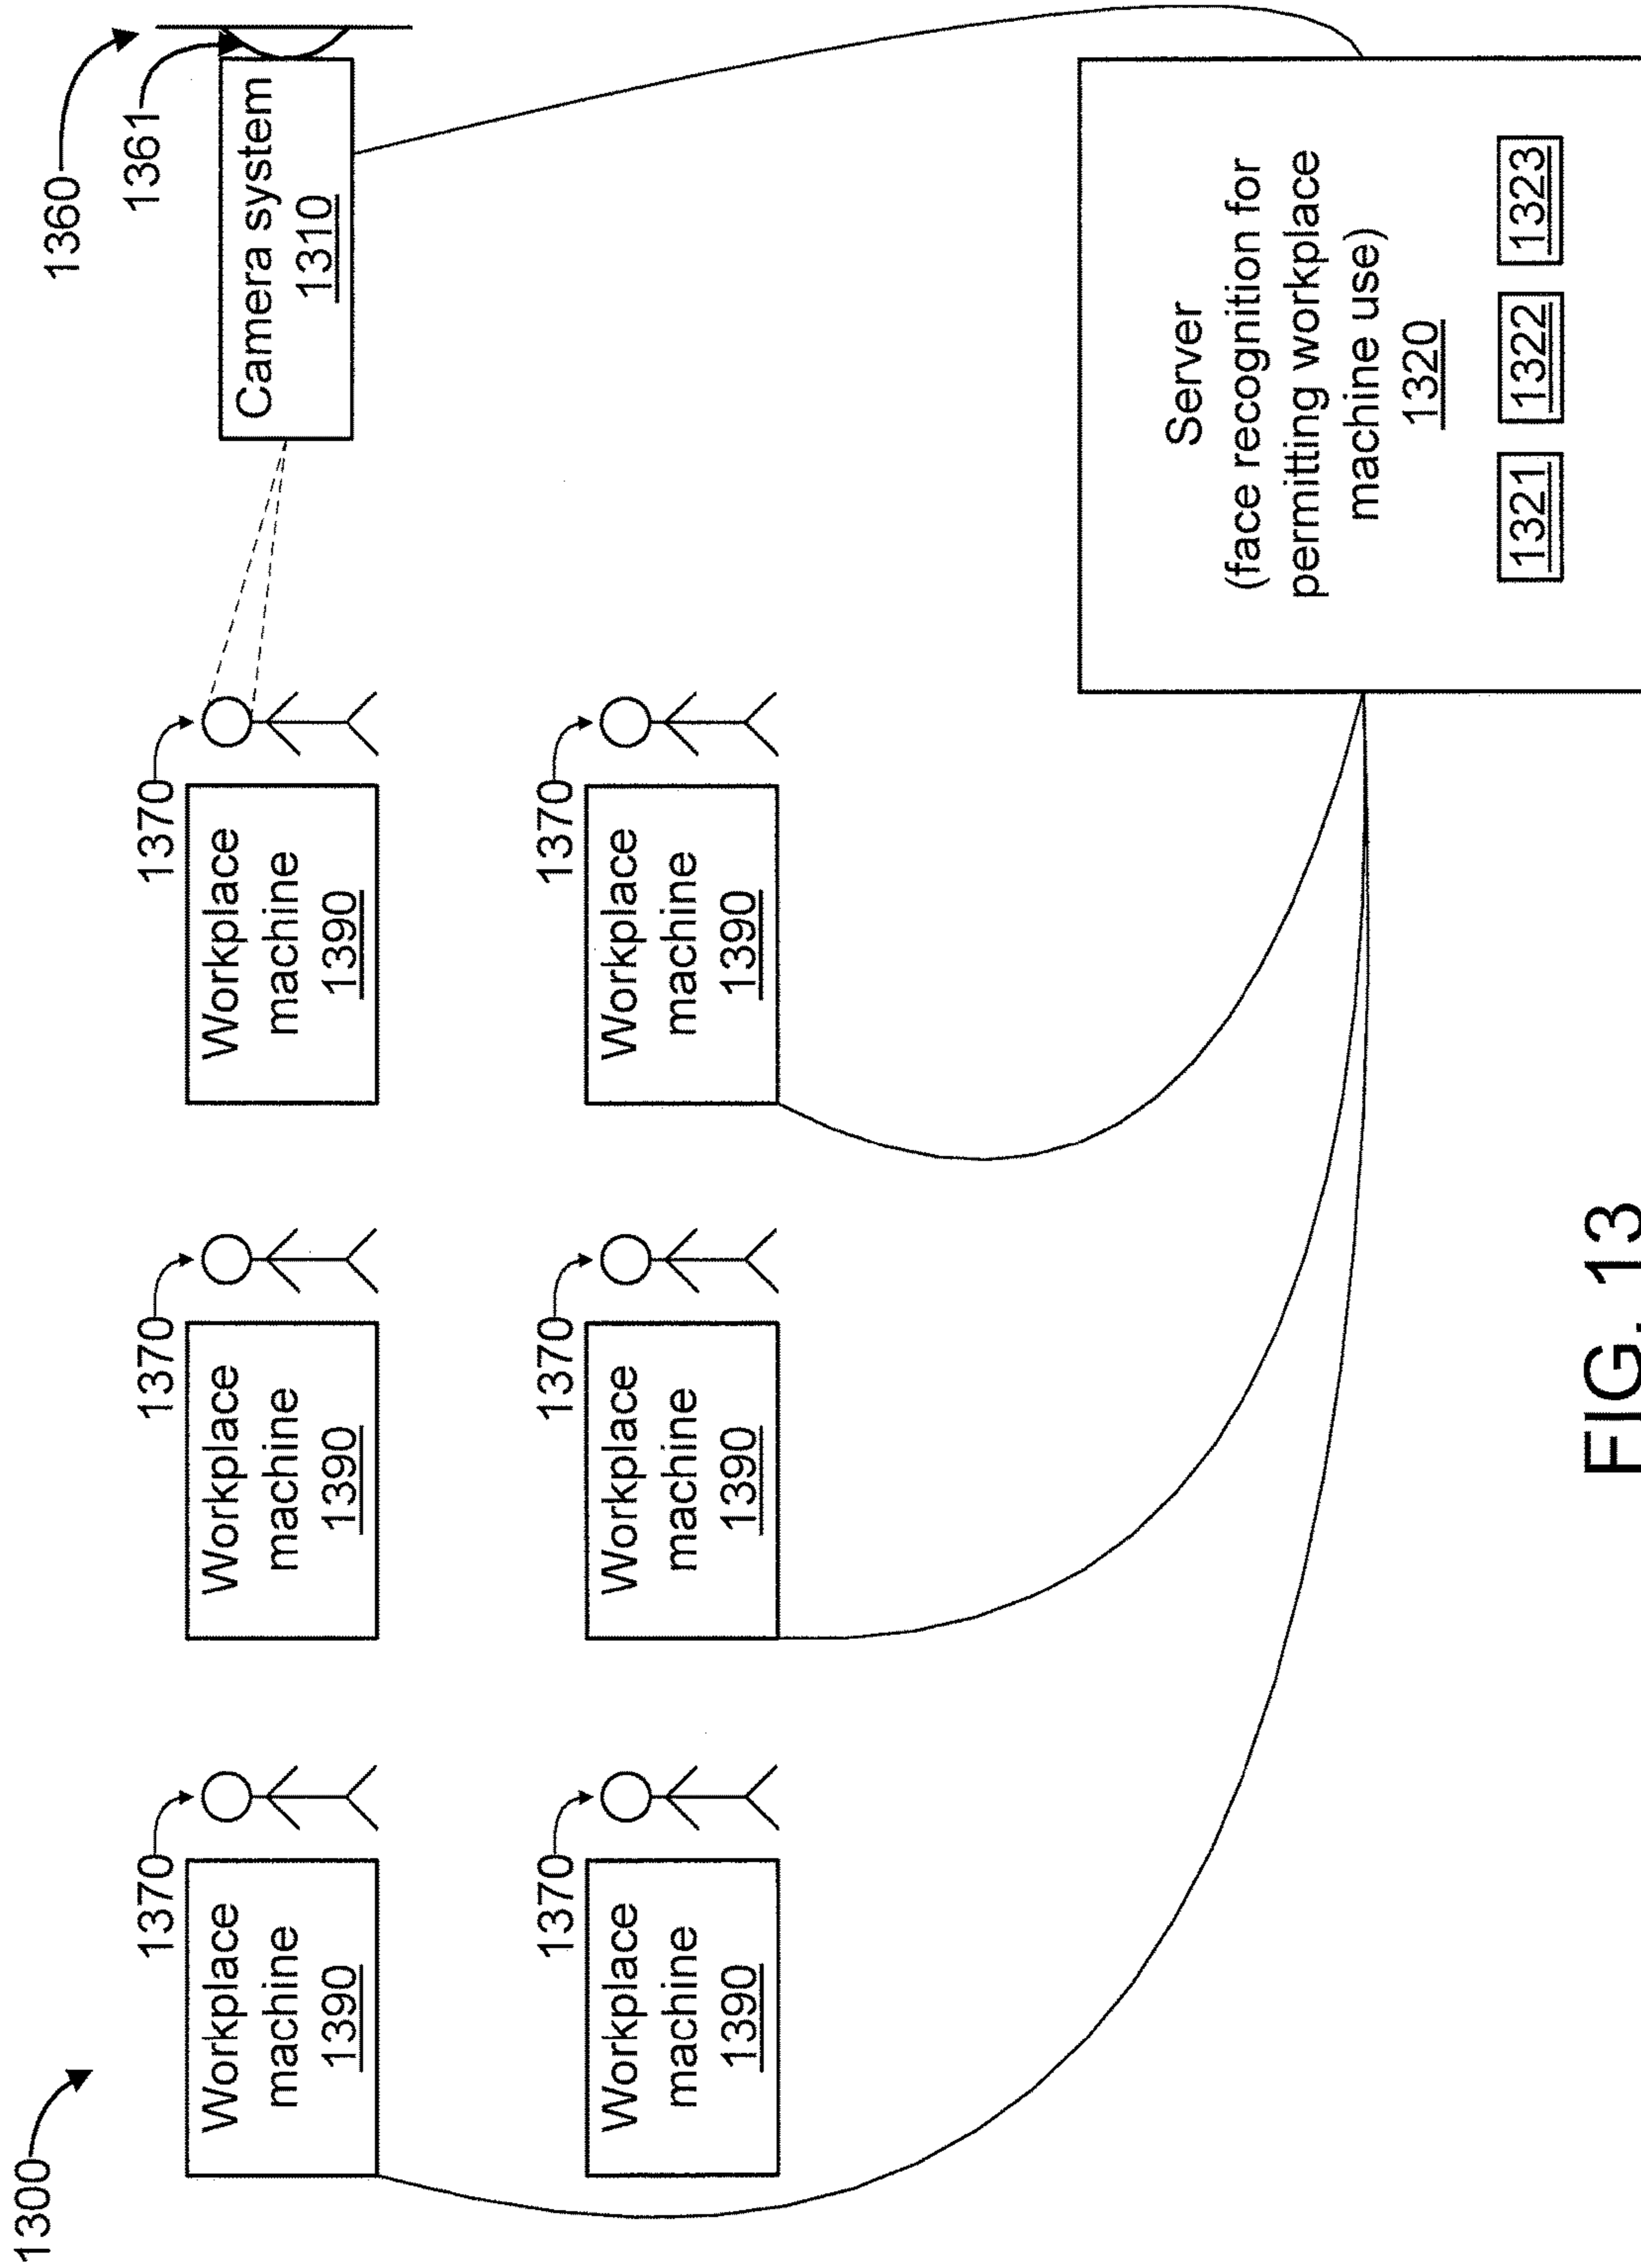 1300
1360
1361
1370
1370
1370
Workplace
machine
1390
Workplace
machine
1390
Workplace
machine
1390
Camera system
1310
1370
1370
1370
Workplace
machine
1390
Workplace
machine
1390
Workplace
machine
1390
Server
(face recognition for
permitting workplace
machine use)
1320
1321 1322 1323
FIG. 13